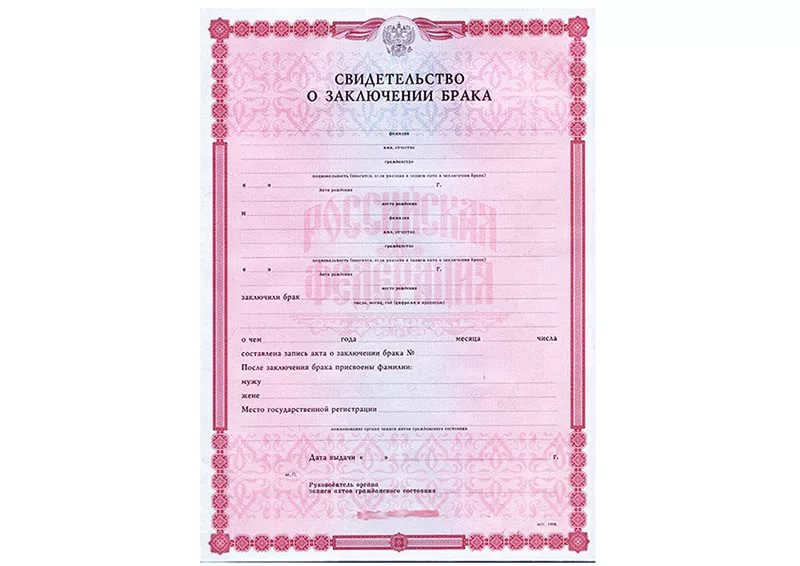 СВИДЕТЕЛЬСТВО
О ЗАКЛЮЧЕНИИ БРАКА
фамилия
имя, отчество
гражданство
национальность (вносится, если указана в записи акта о заключении брака)
« » г.
дата рождения
место рождения
и
фамилия
РОССИЙСКАЯ
имя, отчество
гражданство
национальность (вносится, если указана в записи акта о заключении брака)
« » г.
дата рождения
ФЕДЕРАЦИЯ
место рождения
заключили брак
число, месяц, год (цифрами и прописью)
о чем года месяца числа
составлена запись акта о заключении брака №
После заключения брака присвоены фамилии:
мужу
жене
Место государственной регистрации
наименование органа записи актов гражданского состояния
Дата выдачи « » г.
М. П.
Руководитель органа
записи актов гражданского состояния